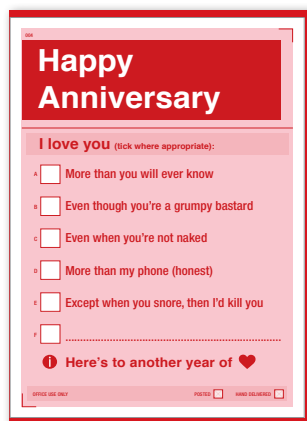 004
Happy
Anniversary
I love you (tick where appropriate):
A More than you will ever know
B Even though you're a grumpy bastard
C Even when you're not naked
D More than my phone (honest)
E Except when you snore, then I'd kill you
F ........................................................................
i Here's to another year of
OFFICE USE ONLY POSTED HAND DELIVERED